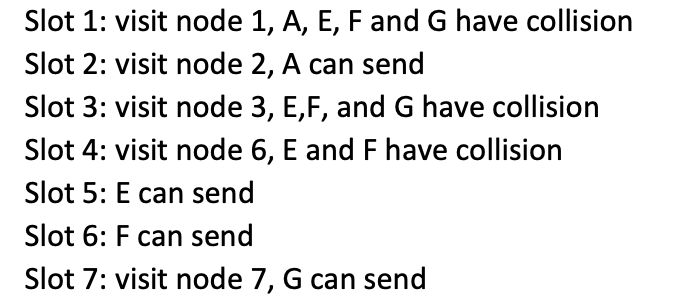 Slot 1: visit node 1, A, E, F and G have collision
Slot 2: visit node 2, A can send
Slot 3: visit node 3, E,F, and G have collision
Slot 4: visit node 6, E and F have collision
Slot 5: E can send
Slot 6: F can send
Slot 7: visit node 7, G can send